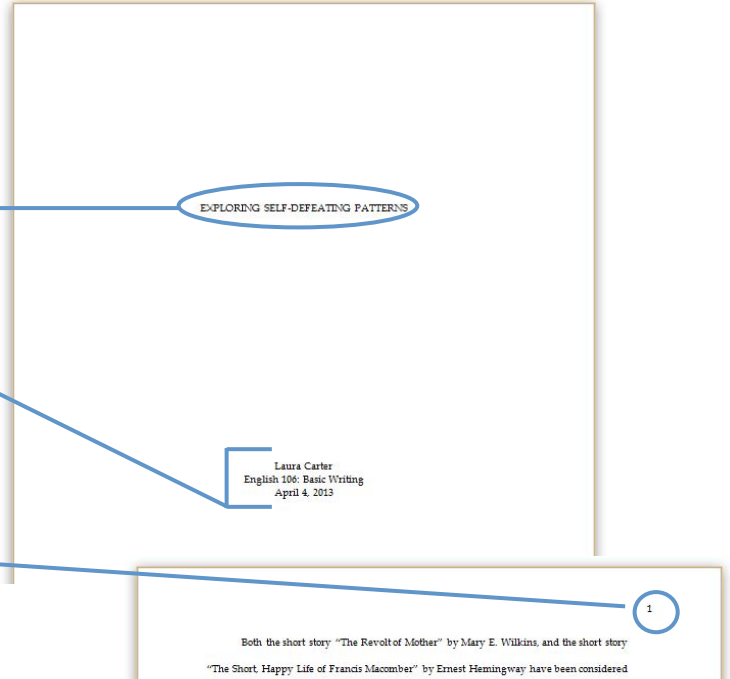 EXPLORING SELF-DEFEATING PATTERNS
Laura Carter
English 106: Basic Writing
April 4, 2013
1
Both the short story “The Revolt of Mother” by Mary E. Wilkins, and the short story
“The Short, Happy Life of Francis Macomber” by Ernest Hemingway have been considered